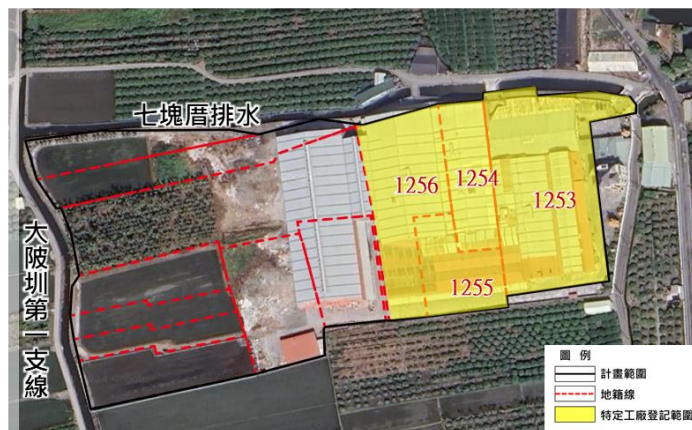 七塊厝排水
大陂圳第一支線
1256
1254
1253
1255
圖 例
計畫範圍
地籍線
特定工廠登記範圍